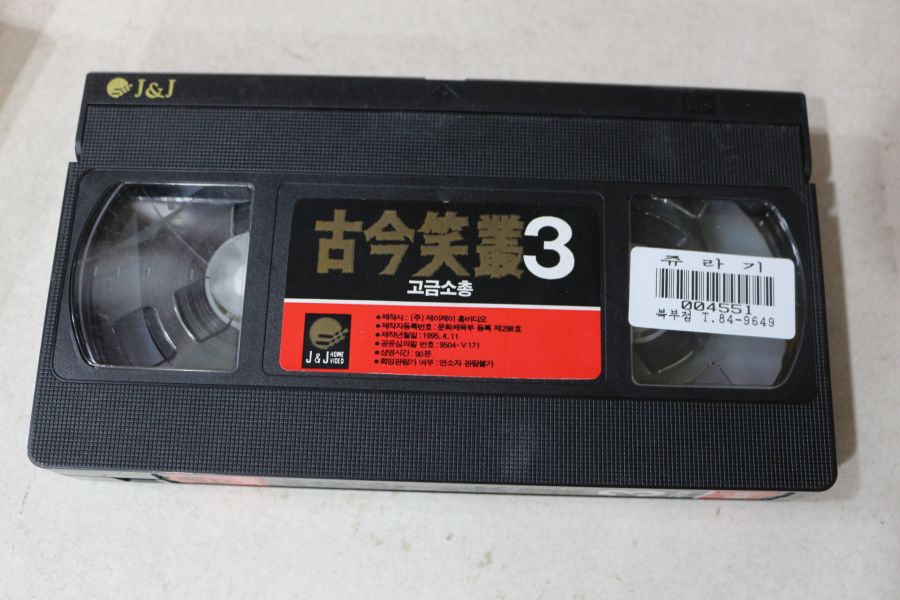 J&J
VHS
古今笑叢3
고금소총
J & J HOME VIDEO
●제작사 : (주) 제이제이 홈비디오
●제작자등록번호 : 문화체육부 등록 제298호
●제작년월일 : 1995. 4. 11
●공윤심의필 번호 : 9504-V 171
●상영시간 : 90분
●희망관람가 여부 : 연소자 관람불가
쥬라기
004551
북부점 T.84-9649